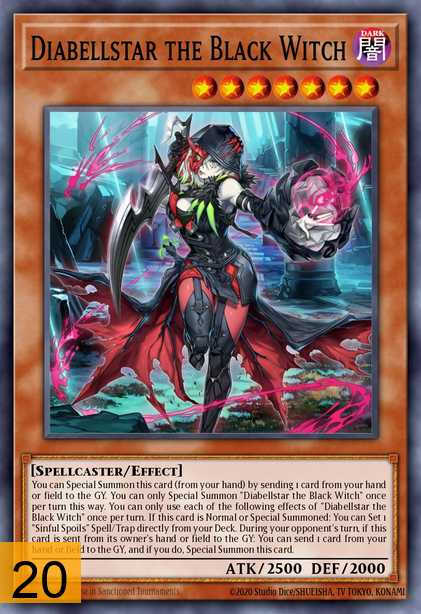 DIABELLSTAR THE BLACK WITCH
DARK
闇
[SPELLCASTER/EFFECT]
You can Special Summon this card (from your hand) by sending 1 card from your hand
or field to the GY. You can only Special Summon "Diabellstar the Black Witch" once
per turn this way. You can only use each of the following effects of "Diabellstar the
Black Witch" once per turn. If this card is Normal or Special Summoned: You can Set 1
"Sinful Spoils" Spell/Trap directly from your Deck. During your opponent's turn, if this
card is sent from its owner's hand or field to the GY: You can send 1 card from your
hand or field to the GY, and if you do, Special Summon this card.
ATK/2500 DEF/2000
20
Use in Sanctioned Tournaments
©2020 Studio Dice/SHUEISHA, TV TOKYO, KONAMI